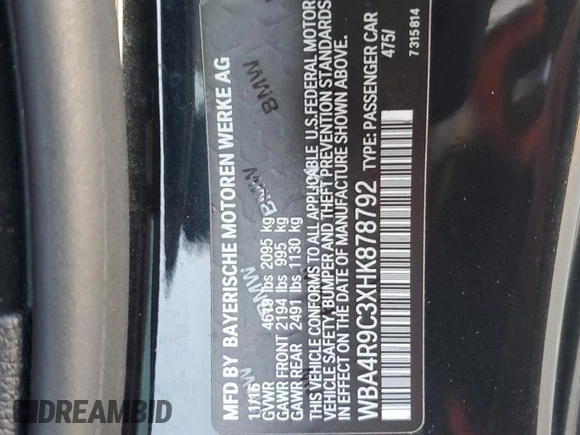 MFD BY BAYERISCHE MOTOREN WERKE AG
11/16
GVWR 4619 lbs 2095 kg
GAWR FRONT 2194 lbs 995 kg
GAWR REAR 2491 lbs 1130 kg
THIS VEHICLE CONFORMS TO ALL APPLICABLE U.S. FEDERAL MOTOR
VEHICLE SAFETY, BUMPER AND THEFT PREVENTION STANDARDS
IN EFFECT ON THE DATE OF MANUFACTURE SHOWN ABOVE.
WBA4R9C3XHK878792 TYPE: PASSENGER CAR
475/
7315814
BMW
BMW
BMW
DREAMBID